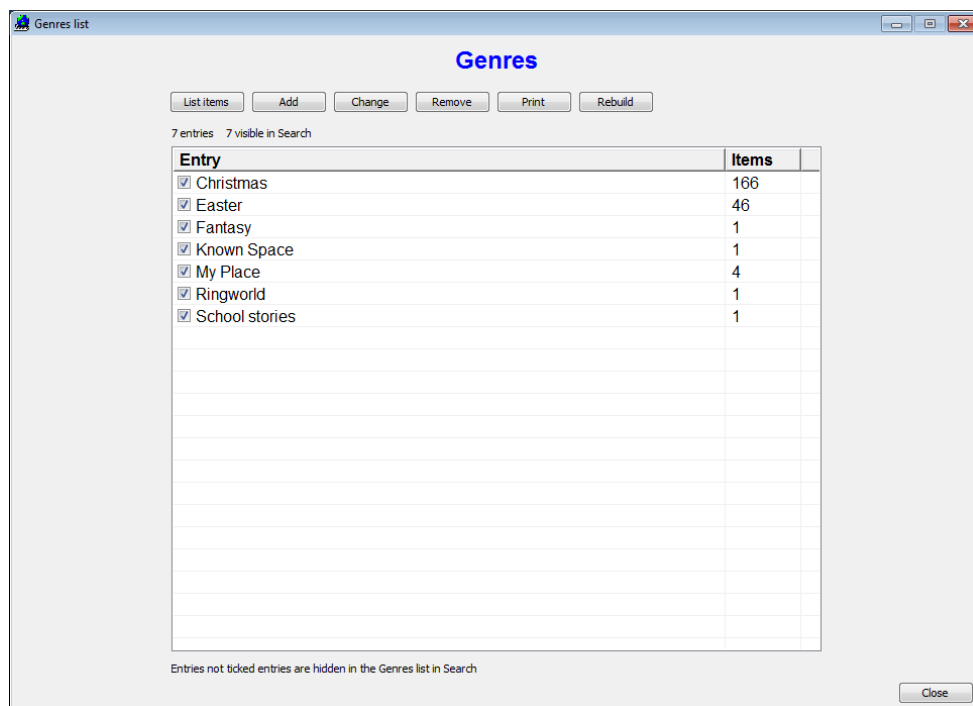 Genres list
Genres
List items Add Change Remove Print Rebuild
7 entries 7 visible in Search
Entry Items
Christmas 166
Easter 46
Fantasy 1
Known Space 1
My Place 4
Ringworld 1
School stories 1
Entries not ticked entries are hidden in the Genres list in Search
Close